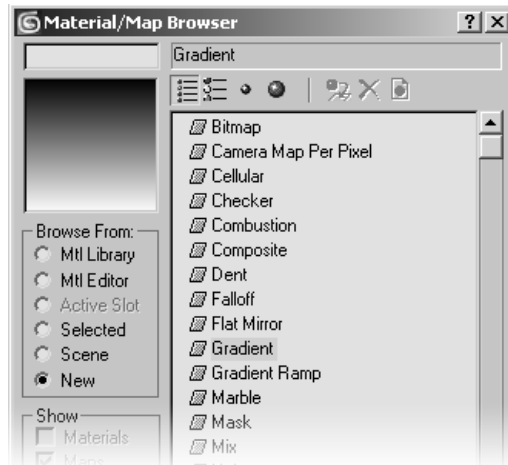 Material/Map Browser
Gradient
Bitmap
Camera Map Per Pixel
Cellular
Checker
Combustion
Composite
Dent
Falloff
Flat Mirror
Gradient
Gradient Ramp
Marble
Mask
Mix
Browse From:
Mtl Library
Mtl Editor
Active Slot
Selected
Scene
New
Show
Materials
Maps